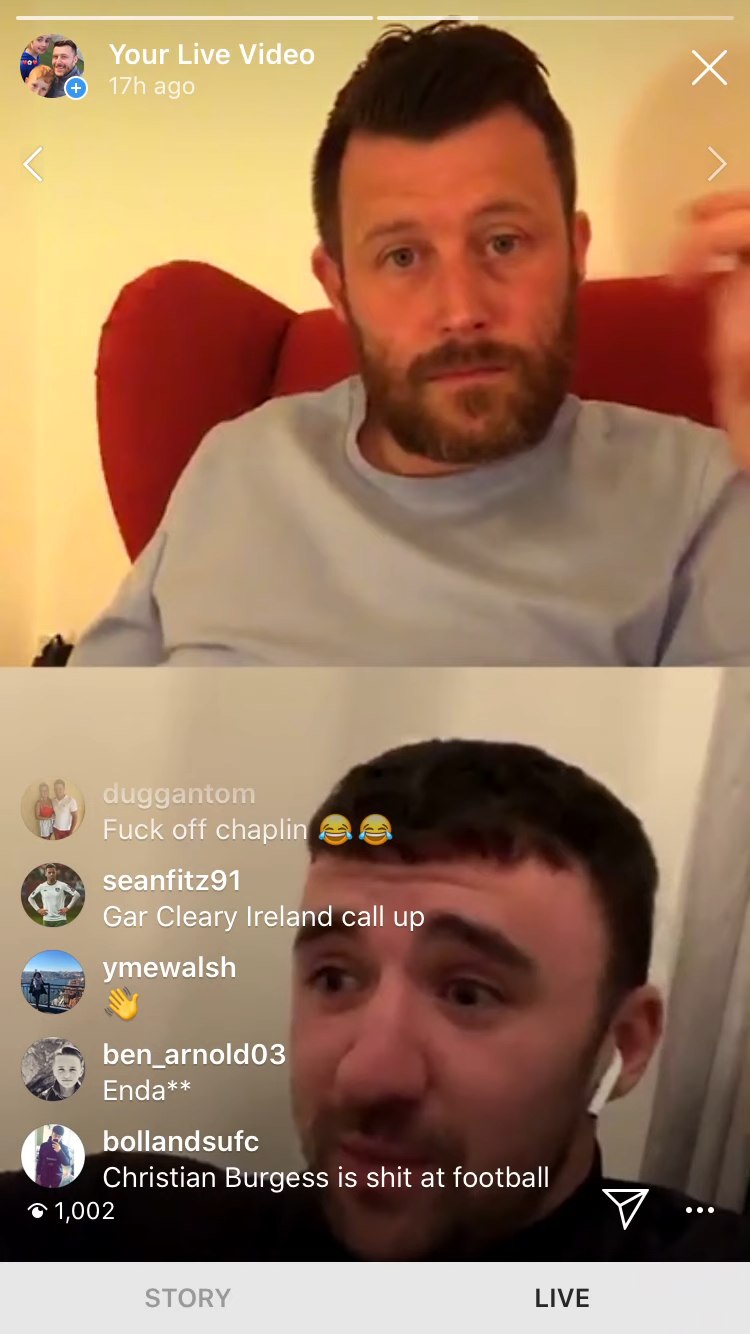 Your Live Video
17h ago
duggantom
Fuck off chaplin 😂😂
seanfitz91
Gar Cleary Ireland call up
ymewalsh
👋
ben_arnold03
Enda**
bollandsufc
Christian Burgess is shit at football
1,002
STORY
LIVE